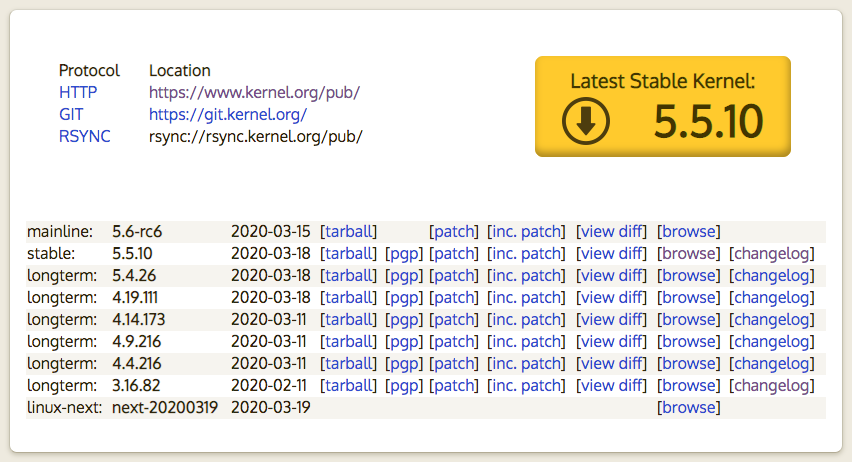 Protocol Location
HTTP https://www.kernel.org/pub/
GIT https://git.kernel.org/
RSYNC rsync://rsync.kernel.org/pub/
Latest Stable Kernel:
5.5.10
mainline: 5.6-rc6 2020-03-15 [tarball] [patch] [inc. patch] [view diff] [browse]
stable: 5.5.10 2020-03-18 [tarball] [pgp] [patch] [inc. patch] [view diff] [browse] [changelog]
longterm: 5.4.26 2020-03-18 [tarball] [pgp] [patch] [inc. patch] [view diff] [browse] [changelog]
longterm: 4.19.111 2020-03-18 [tarball] [pgp] [patch] [inc. patch] [view diff] [browse] [changelog]
longterm: 4.14.173 2020-03-11 [tarball] [pgp] [patch] [inc. patch] [view diff] [browse] [changelog]
longterm: 4.9.216 2020-03-11 [tarball] [pgp] [patch] [inc. patch] [view diff] [browse] [changelog]
longterm: 4.4.216 2020-03-11 [tarball] [pgp] [patch] [inc. patch] [view diff] [browse] [changelog]
longterm: 3.16.82 2020-02-11 [tarball] [pgp] [patch] [inc. patch] [view diff] [browse] [changelog]
linux-next: next-20200319 2020-03-19 [browse]